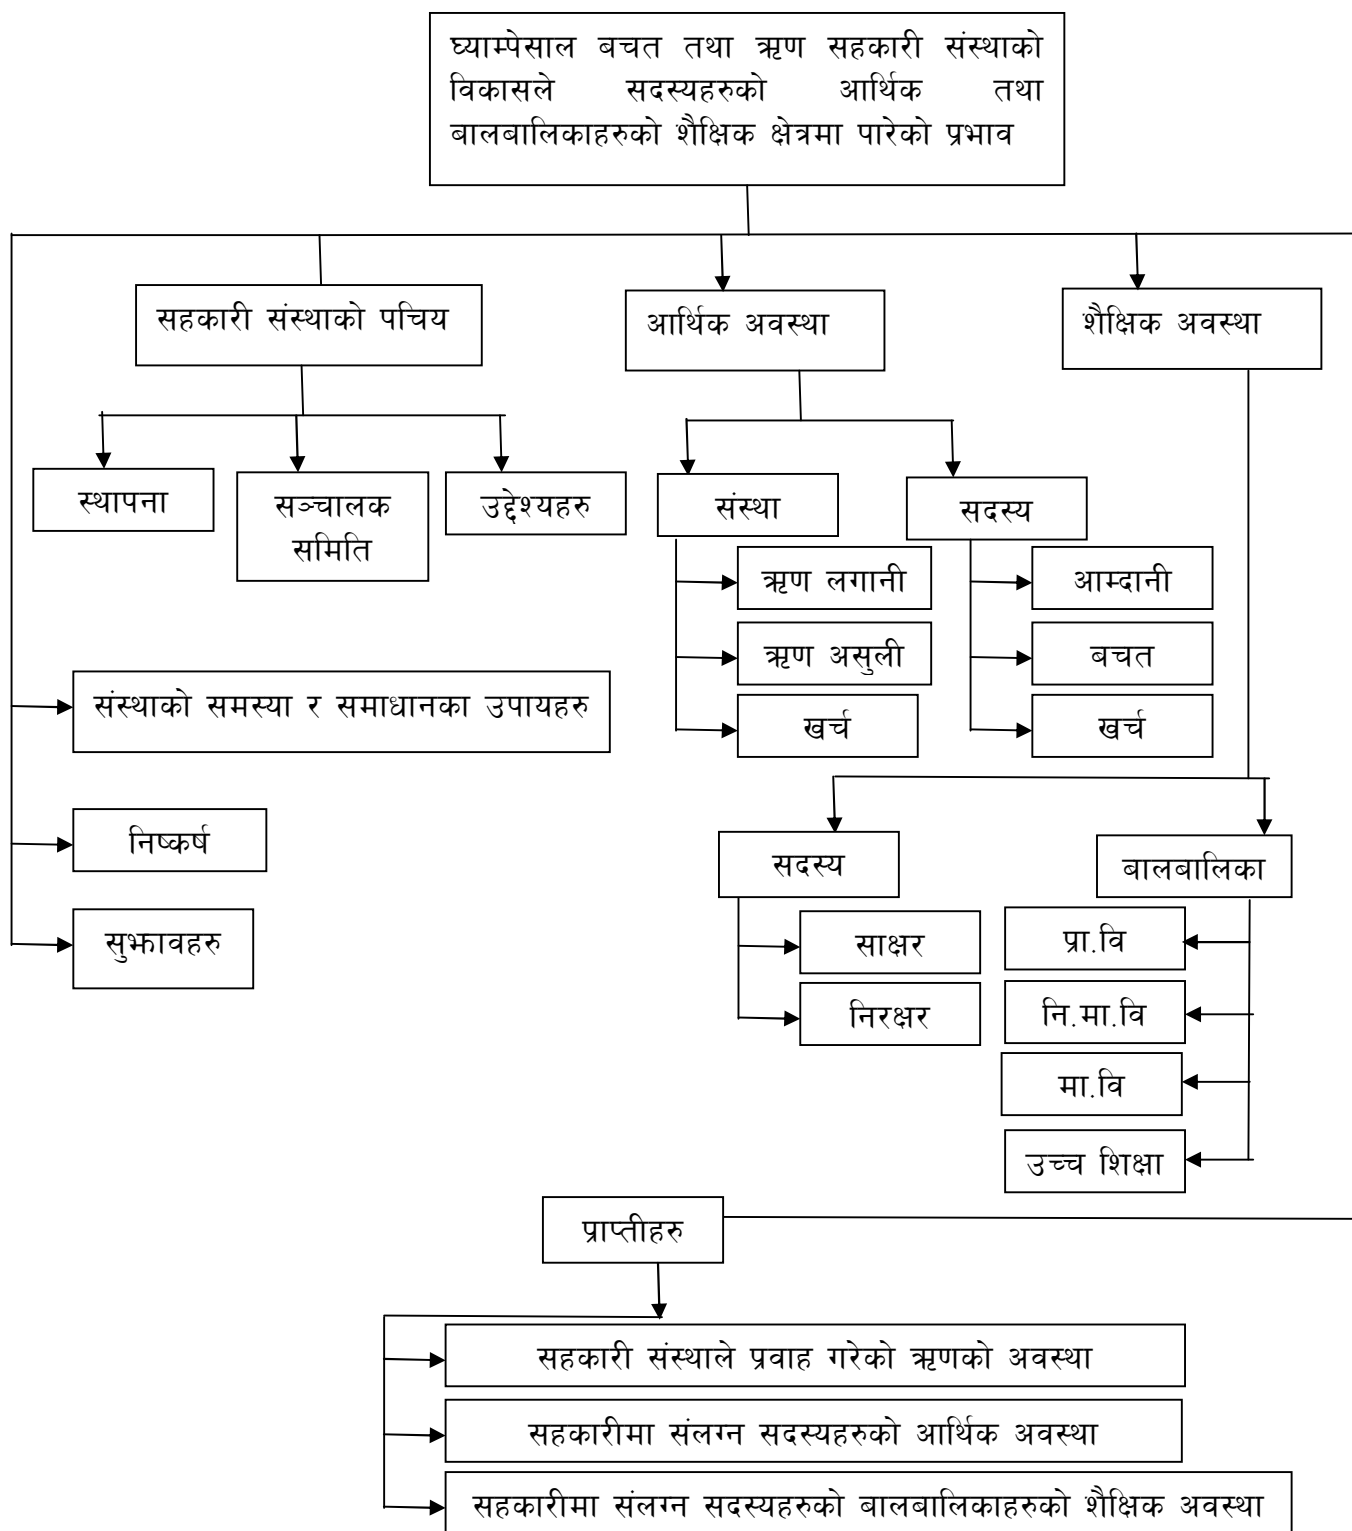 घ्याम्पेसाल बचत तथा ऋण सहकारी संस्थाको
विकासले सदस्यहरुको आर्थिक तथा
बालबालिकाहरुको शैक्षिक क्षेत्रमा पारेको प्रभाव
सहकारी संस्थाको पचिय
आर्थिक अवस्था
शैक्षिक अवस्था
स्थापना
सञ्चालक
समिति
उद्देश्यहरु
संस्था
सदस्य
ऋण लगानी
आम्दानी
ऋण असुली
बचत
खर्च
खर्च
संस्थाको समस्या र समाधानका उपायहरु
निष्कर्ष
सुझावहरु
सदस्य
बालबालिका
साक्षर
निरक्षर
प्रा.वि
नि.मा.वि
मा.वि
उच्च शिक्षा
प्राप्तीहरु
सहकारी संस्थाले प्रवाह गरेको ऋणको अवस्था
सहकारीमा संलग्न सदस्यहरुको आर्थिक अवस्था
सहकारीमा संलग्न सदस्यहरुको बालबालिकाहरुको शैक्षिक अवस्था